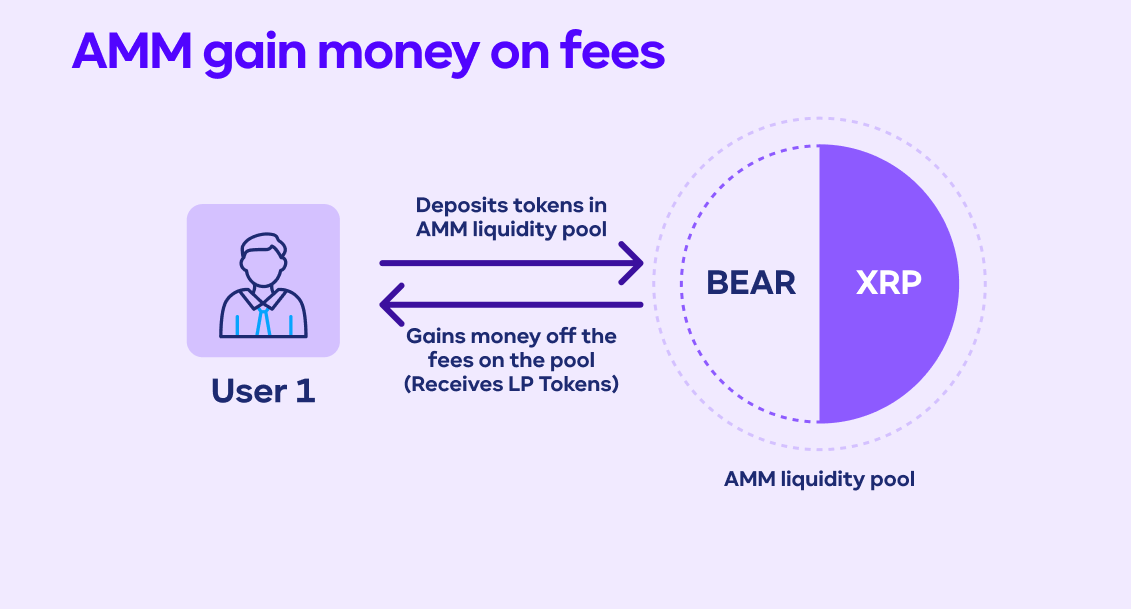 AMM gain money on fees
Deposits tokens in
AMM liquidity pool
BEAR
XRP
Gains money off the
fees on the pool
(Receives LP Tokens)
User 1
AMM liquidity pool